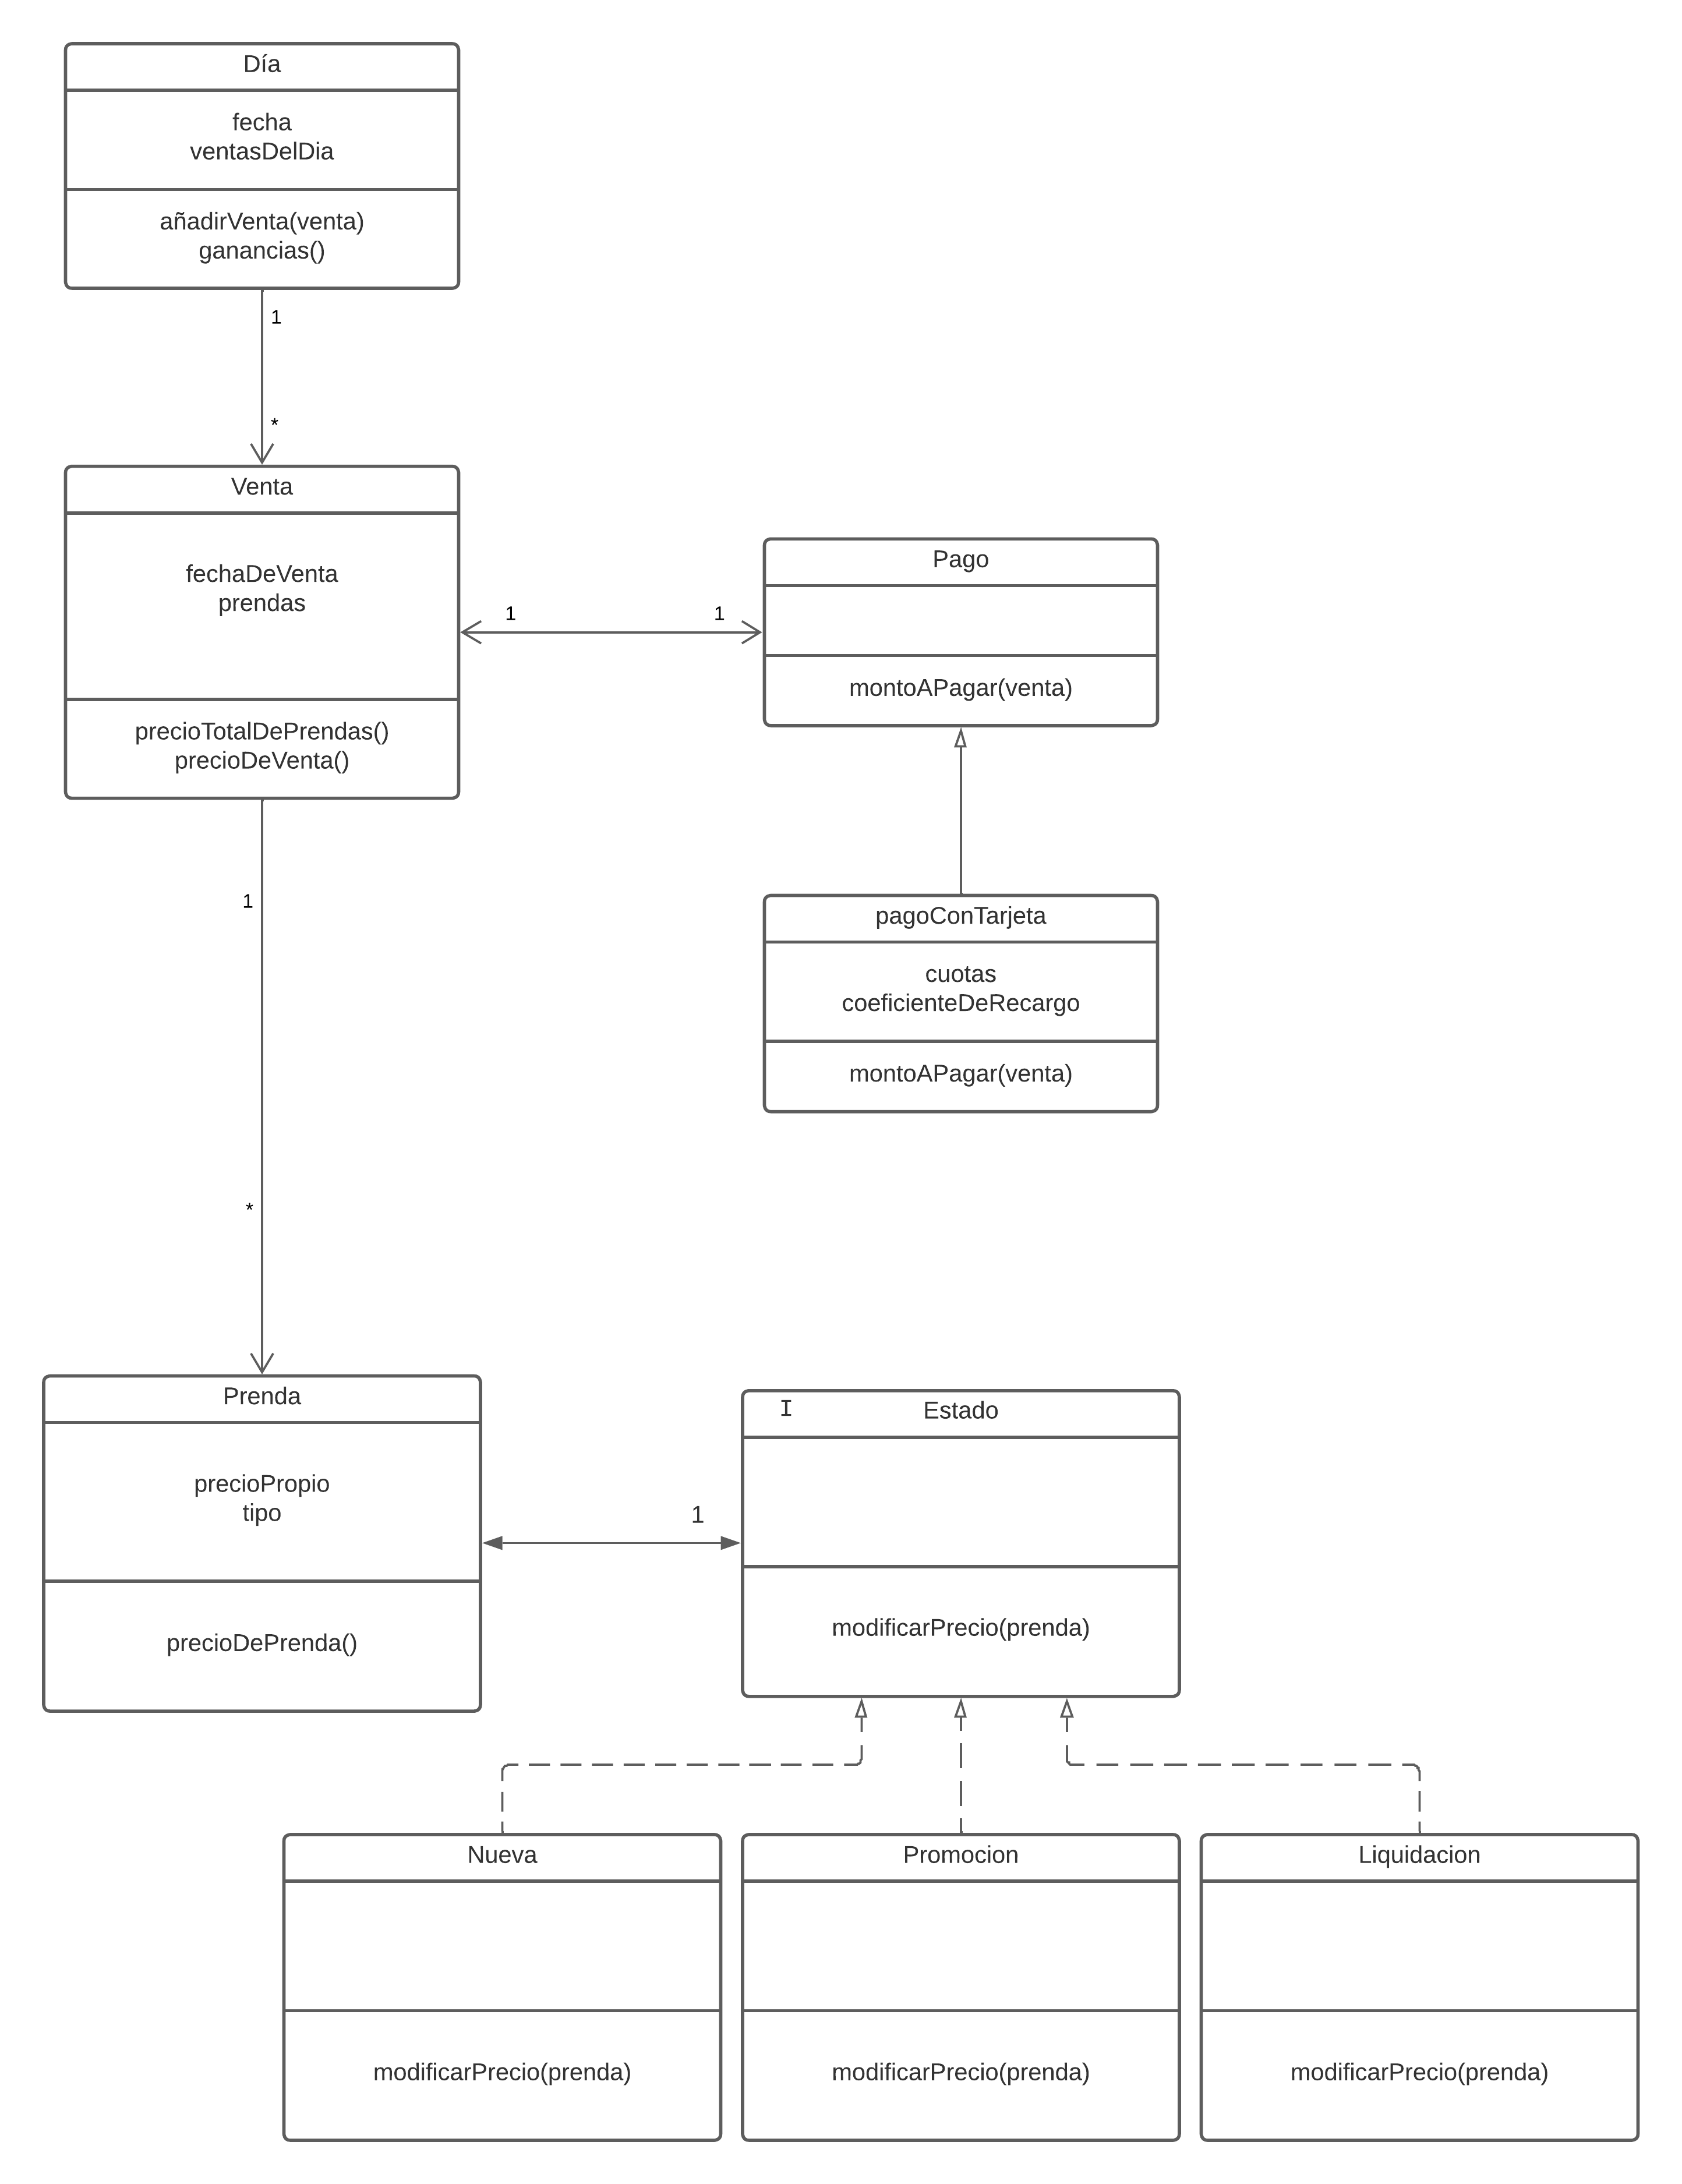 Día
fecha
ventasDelDia
añadirVenta(venta)
ganancias()
1
*
Venta
fechaDeVenta
prendas
precioTotalDePrendas()
precioDeVenta()
1
1
Pago
montoAPagar(venta)
pagoConTarjeta
cuotas
coeficienteDeRecargo
montoAPagar(venta)
1
*
Prenda
precioPropio
tipo
precioDePrenda()
1
I
Estado
modificarPrecio(prenda)
Nueva
modificarPrecio(prenda)
Promocion
modificarPrecio(prenda)
Liquidacion
modificarPrecio(prenda)